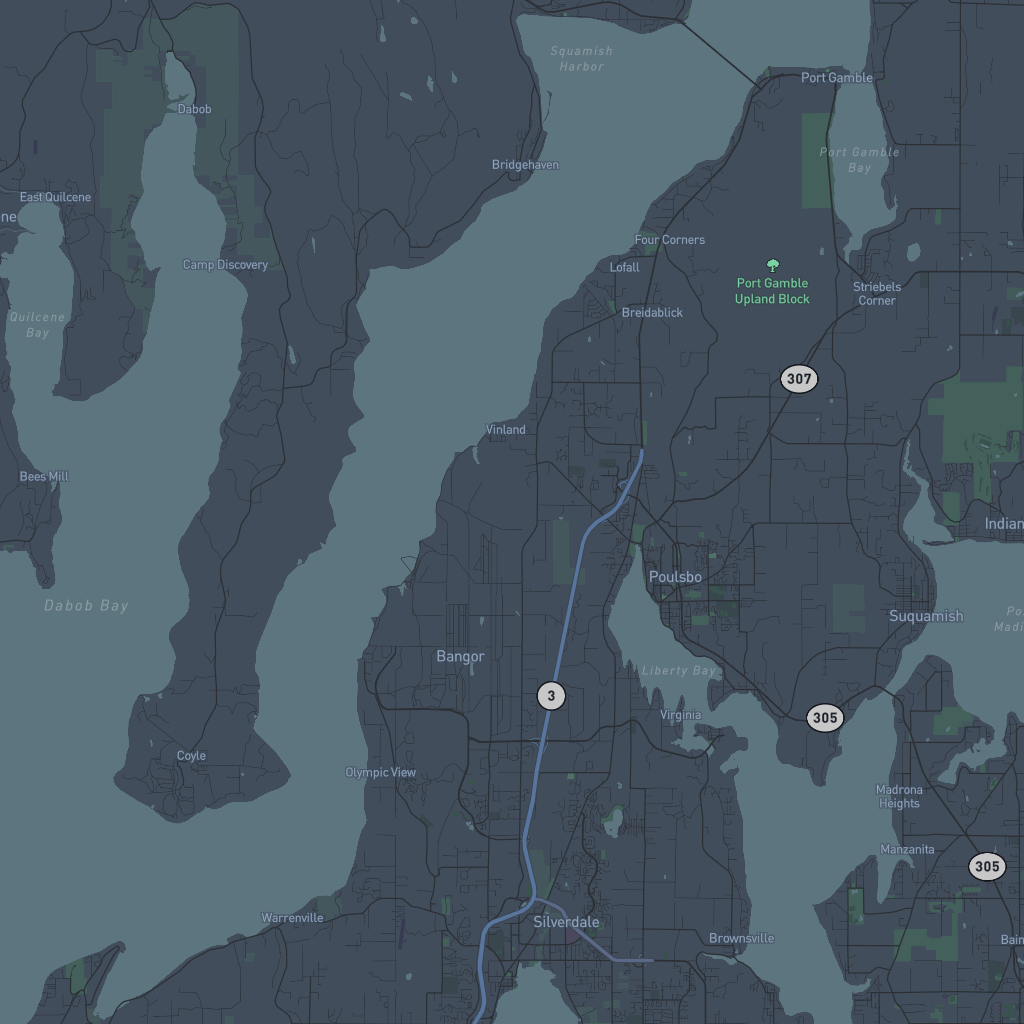 Squamish
Harbor
Port Gamble
Dabob
Port Gamble
Bay
Bridgehaven
East Quilcene
ne
Four Corners
Camp Discovery
Lofall
Port Gamble
Upland Block
Striebels
Corner
Quilcene
Bay
Breidablick
307
Vinland
Bees Mill
Indian
Poulsbo
Dabob Bay
Suquamish
Po
Madi
Bangor
Liberty Bay
3
Virginia
305
Coyle
Olympic View
Madrona
Heights
Manzanita
305
Warrenville
Silverdale
Brownsville
Bain